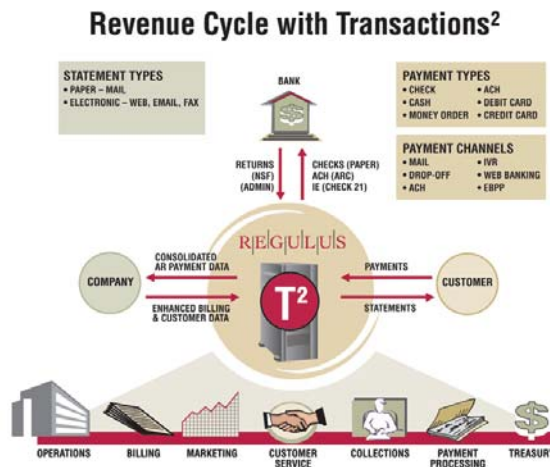 Revenue Cycle with Transactions²
STATEMENT TYPES
• PAPER – MAIL
• ELECTRONIC – WEB, EMAIL, FAX
BANK
PAYMENT TYPES
• CHECK • ACH
• CASH • DEBIT CARD
• MONEY ORDER • CREDIT CARD
PAYMENT CHANNELS
• MAIL • IVR
• DROP-OFF • WEB BANKING
• ACH • EBPP
RETURNS
(NSF)
(ADMIN)
CHECKS (PAPER)
ACH (ARC)
IE (CHECK 21)
REGULUS
COMPANY
CONSOLIDATED
AR PAYMENT DATA
ENHANCED BILLING
& CUSTOMER DATA
T²
PAYMENTS
STATEMENTS
CUSTOMER
OPERATIONS
BILLING
MARKETING
CUSTOMER
SERVICE
COLLECTIONS
PAYMENT
PROCESSING
TREASURY